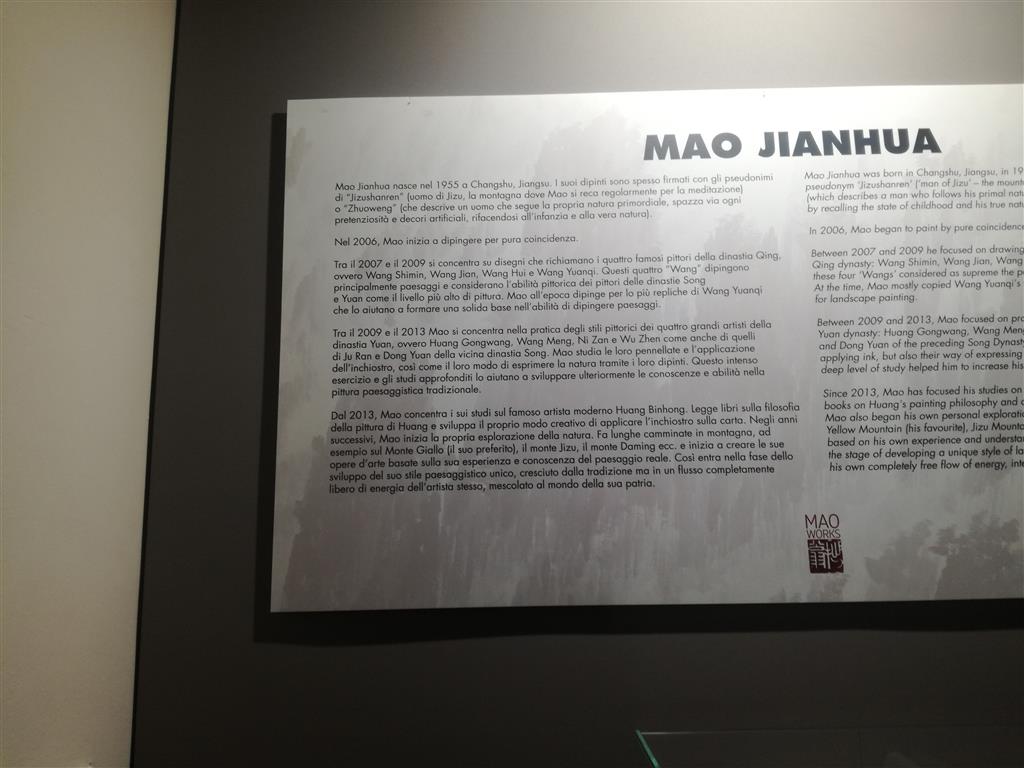 MAO JIANHUA
Mao Jianhua nasce nel 1955 a Changshu, Jiangsu. I suoi dipinti sono spesso firmati con gli pseudonimi
di "Jizushanren" (uomo di Jizu, la montagna dove Mao si reca regolarmente per la meditazione)
o "Zhuoweng" (che descrive un uomo che segue la propria natura primordiale, spazza via ogni
pretenziosità e decori artificiali, rifacendosi all'infanzia e alla vera natura).
Nel 2006, Mao inizia a dipingere per pura coincidenza.
Tra il 2007 e il 2009 si concentra su disegni che richiamano i quattro famosi pittori della dinastia Qing,
ovvero Wang Shimin, Wang Jian, Wang Hui e Wang Yuanqi. Questi quattro "Wang" dipingono
principalmente paesaggi e considerano l'abilità pittorica dei pittori delle dinastie Song
e Yuan come il livello più alto di pittura. Mao all'epoca dipinge per lo più repliche di Wang Yuanqi
che lo aiutano a formare una solida base nell'abilità di dipingere paesaggi.
Tra il 2009 e il 2013 Mao si concentra nella pratica degli stili pittorici dei quattro grandi artisti della
dinastia Yuan, ovvero Huang Gongwang, Wang Meng, Ni Zan e Wu Zhen come anche di quelli
di Ju Ran e Dong Yuan della vicina dinastia Song. Mao studia le loro pennellate e l'applicazione
dell'inchiostro, così come il loro modo di esprimere la natura tramite i loro dipinti. Questo intenso
esercizio e gli studi approfonditi lo aiutano a sviluppare ulteriormente le conoscenze e abilità nella
pittura paesaggistica tradizionale.
Dal 2013, Mao concentra i sui studi sul famoso artista moderno Huang Binhong. Legge libri sulla filosofia
della pittura di Huang e sviluppa il proprio modo creativo di applicare l'inchiostro sulla carta. Negli anni
successivi, Mao inizia la propria esplorazione della natura. Fa lunghe camminate in montagna, ad
esempio sul Monte Giallo (il suo preferito), il monte Jizu, il monte Daming ecc. e inizia a creare le sue
opere d'arte basate sulla sua esperienza e conoscenza del paesaggio reale. Così entra nella fase dello
sviluppo del suo stile paesaggistico unico, cresciuto dalla tradizione ma in un flusso completamente
libero di energia dell'artista stesso, mescolato al mondo della sua patria.
Mao Jianhua was born in Changshu, Jiangsu, in 19
pseudonym 'Jizushanren' ('man of Jizu' – the mount
(which describes a man who follows his primal natu
by recalling the state of childhood and his true natu
In 2006, Mao began to paint by pure coincidence
Between 2007 and 2009 he focused on drawing
Qing dynasty: Wang Shimin, Wang Jian, Wang
these four 'Wangs' considered as supreme the p
At the time, Mao mostly copied Wang Yuanqi's
for landscape painting.
Between 2009 and 2013, Mao focused on pra
Yuan dynasty: Huang Gongwang, Wang Meng
and Dong Yuan of the preceding Song Dynast
applying ink, but also their way of expressing
deep level of study helped him to increase his
Since 2013, Mao has focused his studies on
books on Huang's painting philosophy and d
Mao also began his own personal exploratio
Yellow Mountain (his favourite), Jizu Mounta
based on his own experience and understan
the stage of developing a unique style of la
his own completely free flow of energy, inte
MAO
WORKS